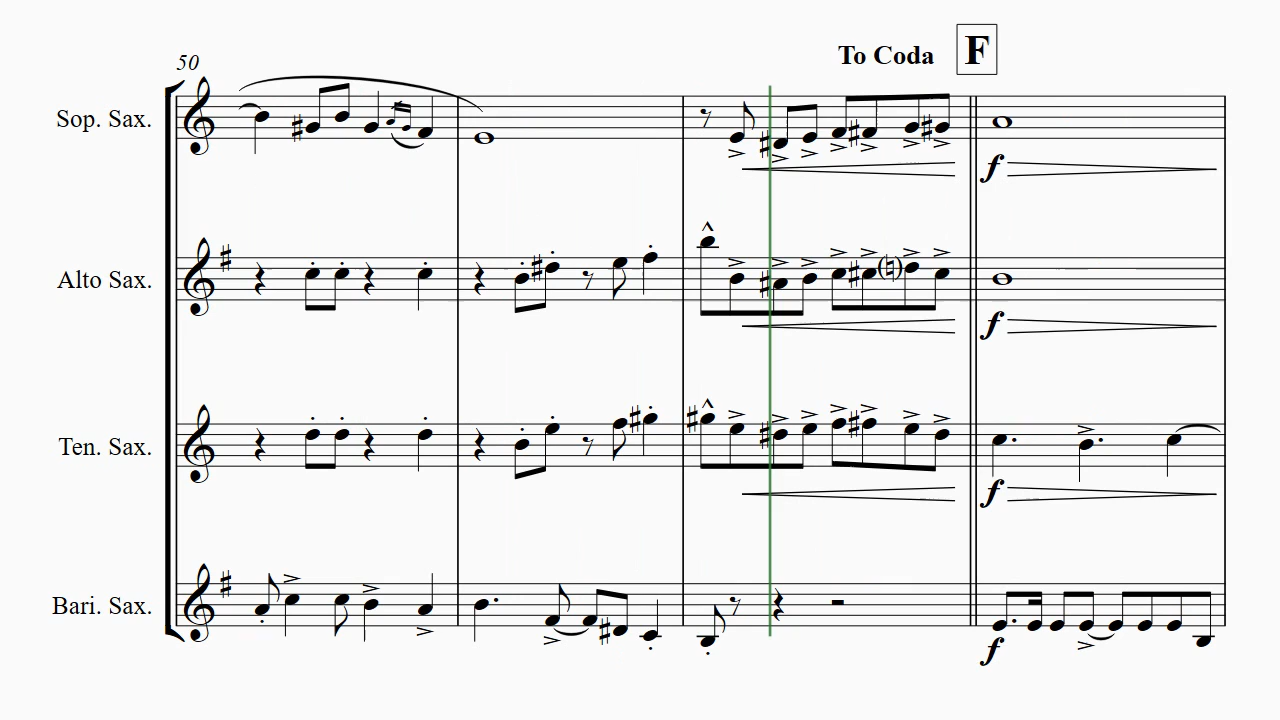 To Coda F
50
Sop. Sax.
f
Alto Sax.
f
Ten. Sax.
f
Bari. Sax.
f